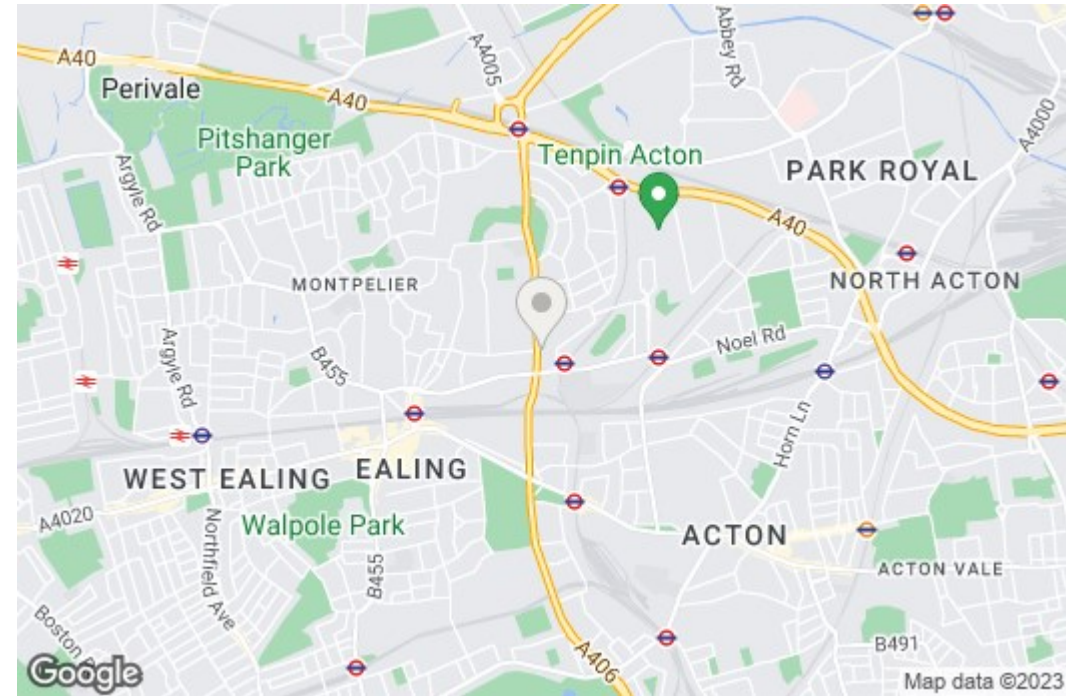 A40
Perivale
A4005
Abbey Rd
A40
Pitshanger
Park
Tenpin Acton
A4000
PARK ROYAL
Argyle Rd
A40
MONTPELIER
NORTH ACTON
Argyle Rd
B455
Noel Rd
Horn Ln
WEST EALING
EALING
A4020
Walpole Park
Northfield Ave
B455
ACTON
ACTON VALE
Boston
A406
B491
Google
Map data ©2023